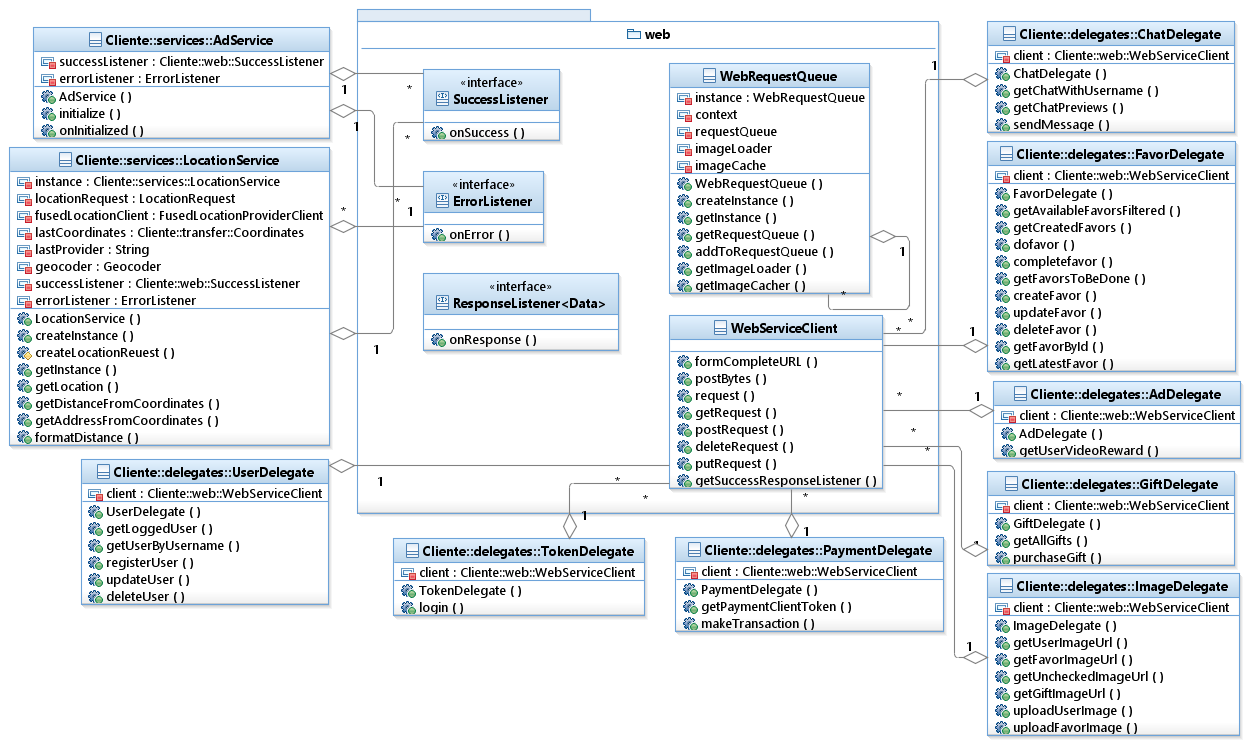 web
Cliente::services::AdService
successListener : Cliente::web::SuccessListener
errorListener : ErrorListener
AdService ( )
initialize ( )
onInitialized ( )
1
1
Cliente::services::LocationService
instance : Cliente::services::LocationService
locationRequest : LocationRequest
fusedLocationClient : FusedLocationProviderClient
lastCoordinates : Cliente::transfer::Coordinates
lastProvider : String
geocoder : Geocoder
successListener : Cliente::web::SuccessListener
errorListener : ErrorListener
LocationService ( )
createInstance ( )
createLocationReuest ( )
getInstance ( )
getLocation ( )
getDistanceFromCoordinates ( )
getAddressFromCoordinates ( )
formatDistance ( )
*
1
Cliente::delegates::UserDelegate
client : Cliente::web::WebServiceClient
UserDelegate ( )
getLoggedUser ( )
getUserByUsername ( )
registerUser ( )
updateUser ( )
deleteUser ( )
1
*
«interface»
SuccessListener
onSuccess ( )
*
*
1
«interface»
ErrorListener
onError ( )
«interface»
ResponseListener<Data>
onResponse ( )
WebRequestQueue
instance : WebRequestQueue
context
requestQueue
imageLoader
imageCache
WebRequestQueue ( )
createInstance ( )
getInstance ( )
getRequestQueue ( )
addToRequestQueue ( )
getImageLoader ( )
getImageCacher ( )
1
*
WebServiceClient
formCompleteURL ( )
postBytes ( )
request ( )
getRequest ( )
postRequest ( )
deleteRequest ( )
putRequest ( )
getSuccessResponseListener ( )
*
*
*
*
*
*
*
*
1
Cliente::delegates::TokenDelegate
client : Cliente::web::WebServiceClient
TokenDelegate ( )
login ( )
1
Cliente::delegates::PaymentDelegate
client : Cliente::web::WebServiceClient
PaymentDelegate ( )
getPaymentClientToken ( )
makeTransaction ( )
1
Cliente::delegates::ChatDelegate
client : Cliente::web::WebServiceClient
ChatDelegate ( )
getChatWithUsername ( )
getChatPreviews ( )
sendMessage ( )
1
Cliente::delegates::FavorDelegate
client : Cliente::web::WebServiceClient
FavorDelegate ( )
getAvailableFavorsFiltered ( )
getCreatedFavors ( )
dofavor ( )
completefavor ( )
getFavorsToBeDone ( )
createFavor ( )
updateFavor ( )
deleteFavor ( )
getFavorById ( )
getLatestFavor ( )
1
Cliente::delegates::AdDelegate
client : Cliente::web::WebServiceClient
AdDelegate ( )
getUserVideoReward ( )
1
Cliente::delegates::GiftDelegate
client : Cliente::web::WebServiceClient
GiftDelegate ( )
getAllGifts ( )
purchaseGift ( )
1
Cliente::delegates::ImageDelegate
client : Cliente::web::WebServiceClient
ImageDelegate ( )
getUserImageUrl ( )
getFavorImageUrl ( )
getUncheckedImageUrl ( )
getGiftImageUrl ( )
uploadUserImage ( )
uploadFavorImage ( )
1